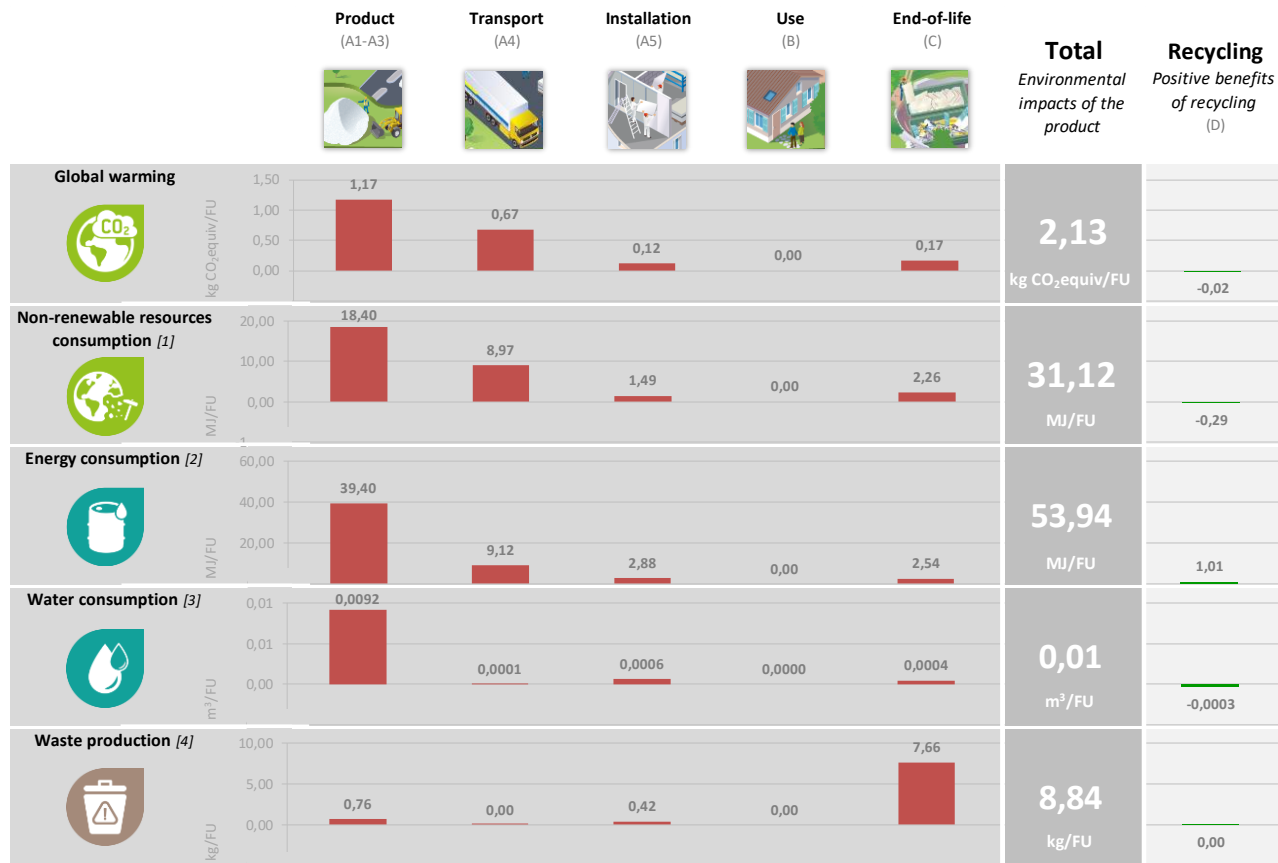 Product
(A1-A3)
Transport
(A4)
Installation
(A5)
Use
(B)
End-of-life
(C)
Total
Environmental
impacts of the
product
Recycling
Positive benefits
of recycling
(D)
Global warming
CO2
kg CO₂equiv/FU
1,50
1,00
0,50
0,00
1,17
0,67
0,12
0,00
0,17
2,13
kg CO₂equiv/FU
-0,02
Non-renewable resources
consumption [1]
MJ/FU
20,00
10,00
0,00
18,40
8,97
1,49
0,00
2,26
31,12
MJ/FU
-0,29
1
Energy consumption [2]
MJ/FU
60,00
40,00
20,00
39,40
9,12
2,88
0,00
2,54
53,94
MJ/FU
1,01
Water consumption [3]
m³/FU
0,01
0,01
0,00
0,0092
0,0001
0,0006
0,0000
0,0004
0,01
m³/FU
-0,0003
Waste production [4]
kg/FU
10,00
5,00
0,00
0,76
0,00
0,42
0,00
7,66
8,84
kg/FU
0,00